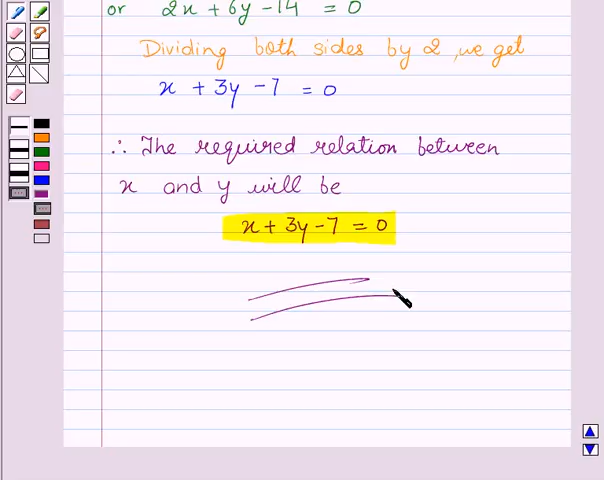 or 2x + 6y - 14 = 0
Dividing both sides by 2, we get
x + 3y - 7 = 0
∴ The required relation between
x and y will be
x + 3y - 7 = 0